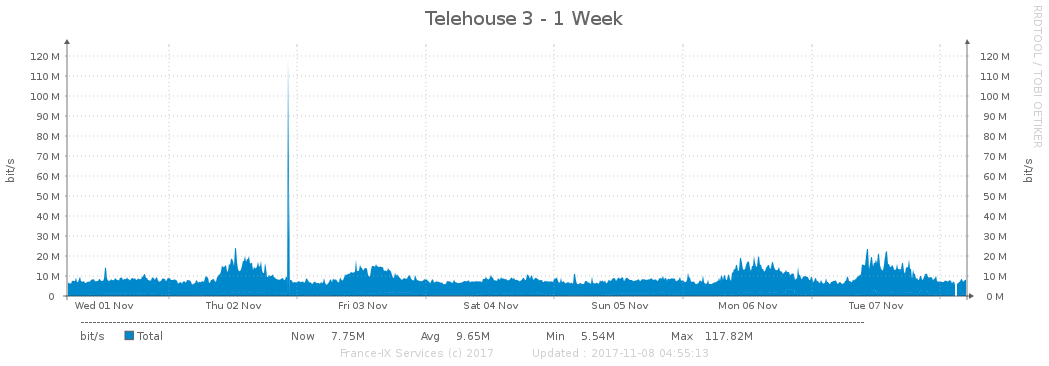 Telehouse 3 - 1 Week
RRDTOOL / TOBI OETIKER
120 M 120 M
110 M 110 M
100 M 100 M
90 M 90 M
80 M 80 M
70 M 70 M
60 M 60 M
50 M 50 M
40 M 40 M
30 M 30 M
20 M 20 M
10 M 10 M
0 0 M
bit/s bit/s
Wed 01 Nov Thu 02 Nov Fri 03 Nov Sat 04 Nov Sun 05 Nov Mon 06 Nov Tue 07 Nov
bit/s Total Now 7.75M Avg 9.65M Min 5.54M Max 117.82M
France-IX Services (c) 2017 Updated : 2017-11-08 04:55:13